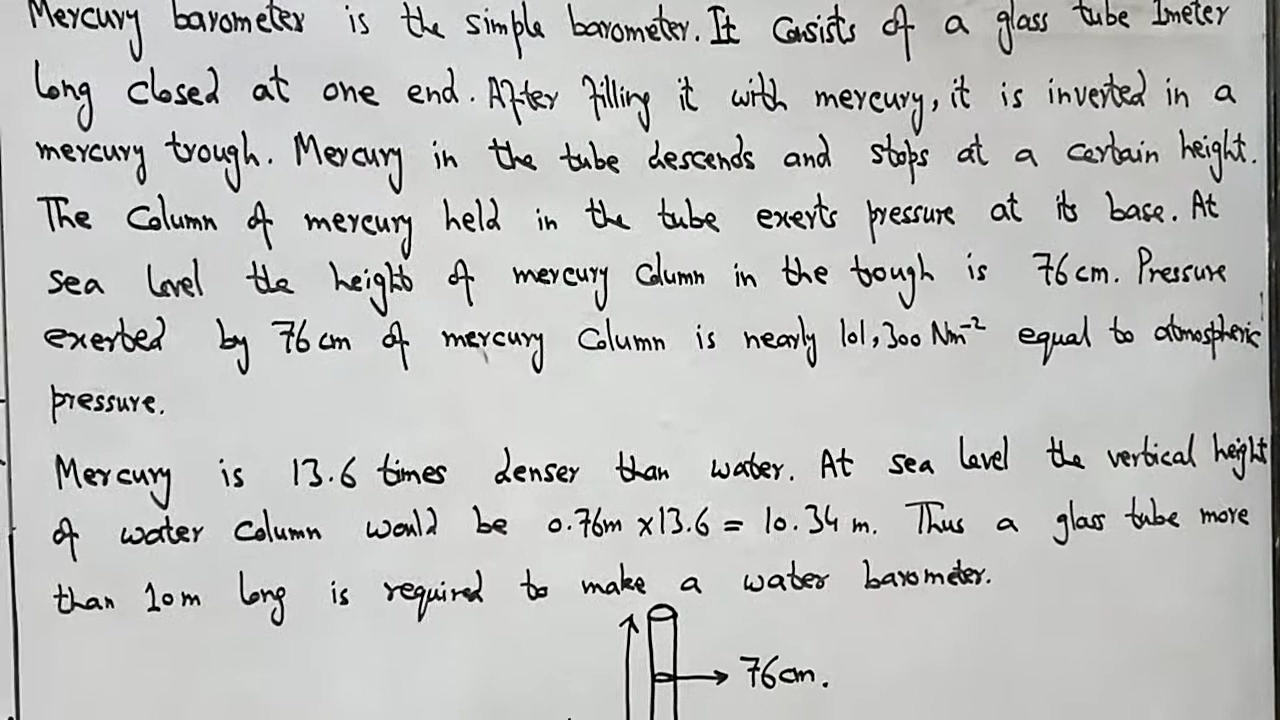 Mercury barometer is the simple barometer. It consists of a glass tube 1meter
long closed at one end. After filling it with mercury, it is inverted in a
mercury trough. Mercury in the tube descends and stops at a certain height.
The column of mercury held in the tube exerts pressure at its base. At
sea level the height of mercury column in the trough is 76 cm. Pressure
exerted by 76 cm of mercury column is nearly 101,300 Nm⁻² equal to atmospheric
pressure.
Mercury is 13.6 times denser than water. At sea level the vertical height
of water column would be 0.76m x13.6 = 10.34 m. Thus a glass tube more
than 10m long is required to make a water barometer.
76cm.